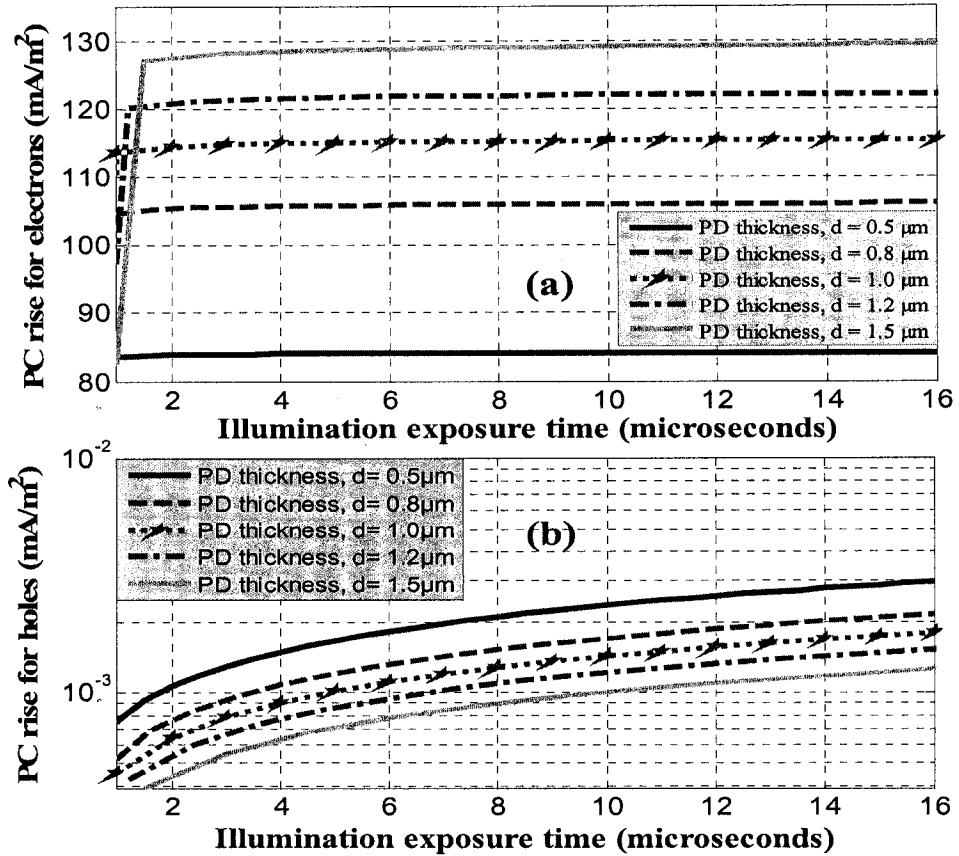 PC rise for electrons (mA/m²)
130
120
110
100
90
80
PD thickness, d = 0.5 µm
PD thickness, d = 0.8 µm
PD thickness, d = 1.0 µm
PD thickness, d = 1.2 µm
PD thickness, d = 1.5 µm
(a)
2 4 6 8 10 12 14 16
Illumination exposure time (microseconds)
PC rise for holes (mA/m²)
10⁻²
10⁻³
PD thickness, d= 0.5µm
PD thickness, d= 0.8µm
PD thickness, d= 1.0µm
PD thickness, d= 1.2µm
PD thickness, d= 1.5µm
(b)
2 4 6 8 10 12 14 16
Illumination exposure time (microseconds)